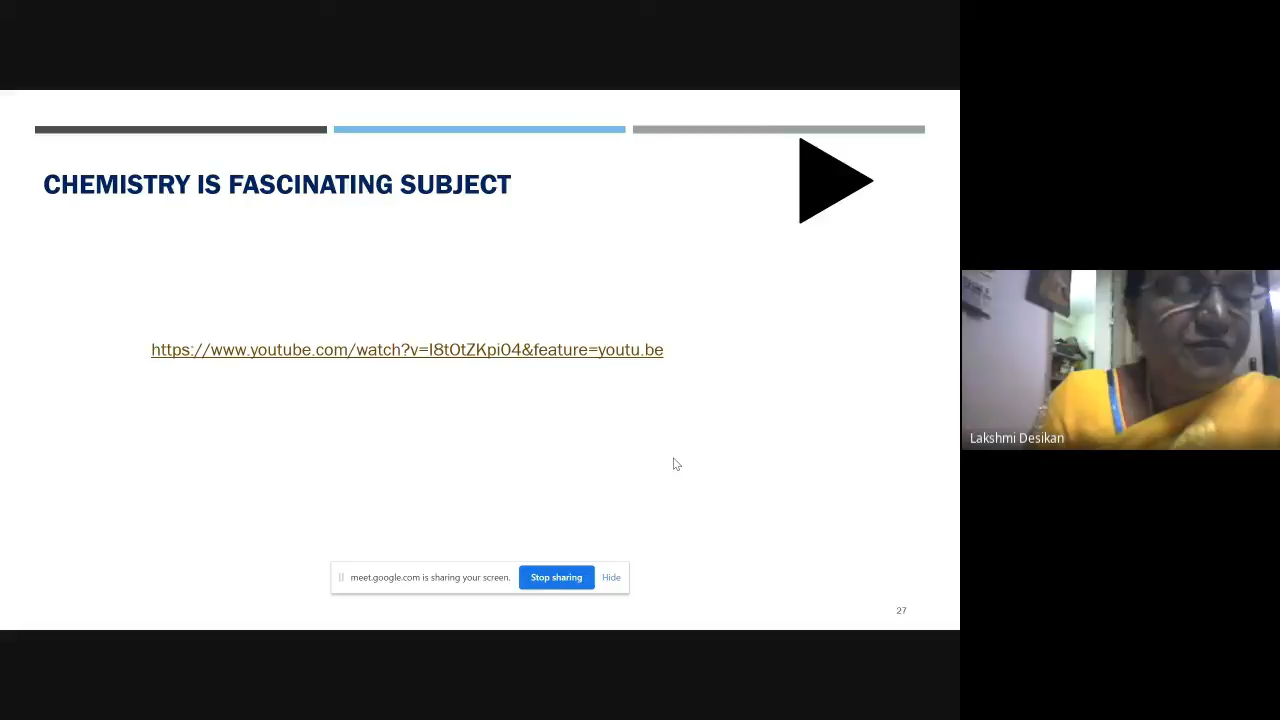 CHEMISTRY IS FASCINATING SUBJECT
https://www.youtube.com/watch?v=I8tOtZKpi04&feature=youtu.be
meet.google.com is sharing your screen.
Stop sharing
Hide
27
Lakshmi Desikan